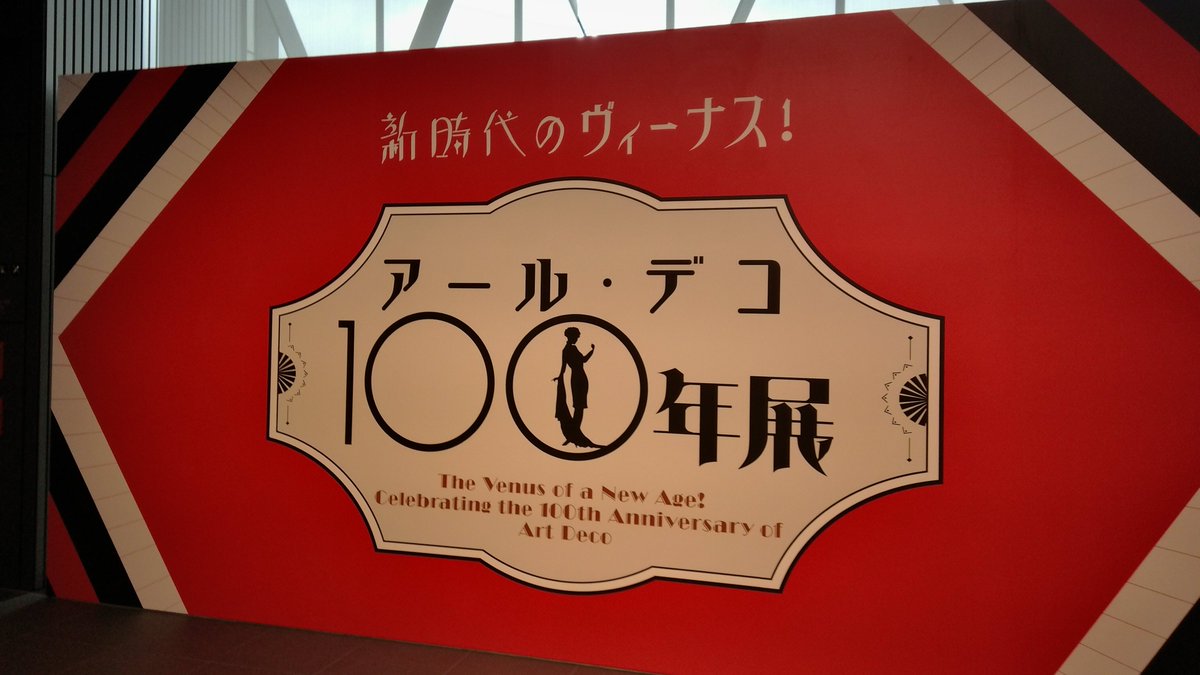 新時代のヴィーナス!
アール・デコ
100年展
The Venus of a New Age!
Celebrating the 100th Anniversary of
Art Deco